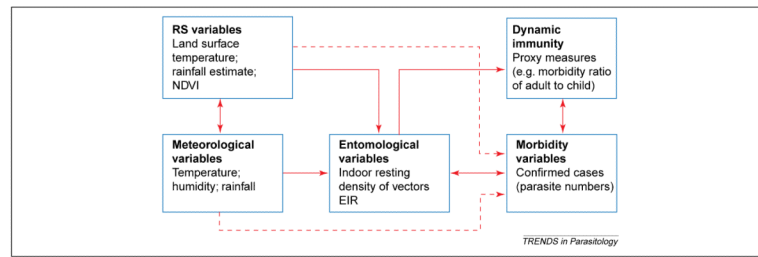 RS variables
Land surface
temperature;
rainfall estimate;
NDVI
Dynamic
immunity
Proxy measures
(e.g. morbidity ratio
of adult to child)
Meteorological
variables
Temperature;
humidity; rainfall
Entomological
variables
Indoor resting
density of vectors
EIR
Morbidity
variables
Confirmed cases
(parasite numbers)
TRENDS in Parasitology